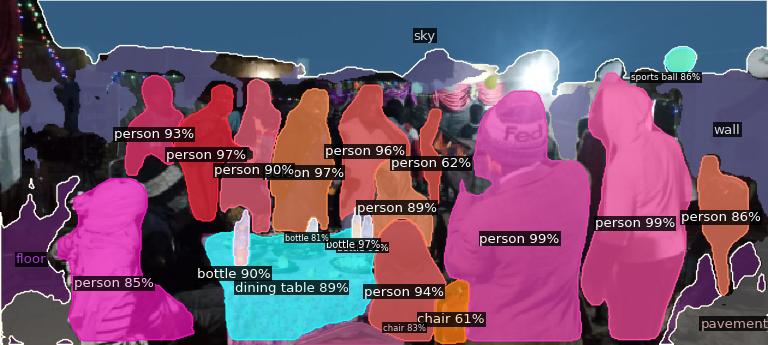 sky
sports ball 86%
person 93%
wall
Fed
person 97%
person 96%
person 90%
on 97%
person 62%
person 89%
person 86%
person 99%
person 99%
bottle 81%
bottle 97%
floor
bottle 90%
person 85%
dining table 89%
person 94%
chair 61%
chair 83%
pavement